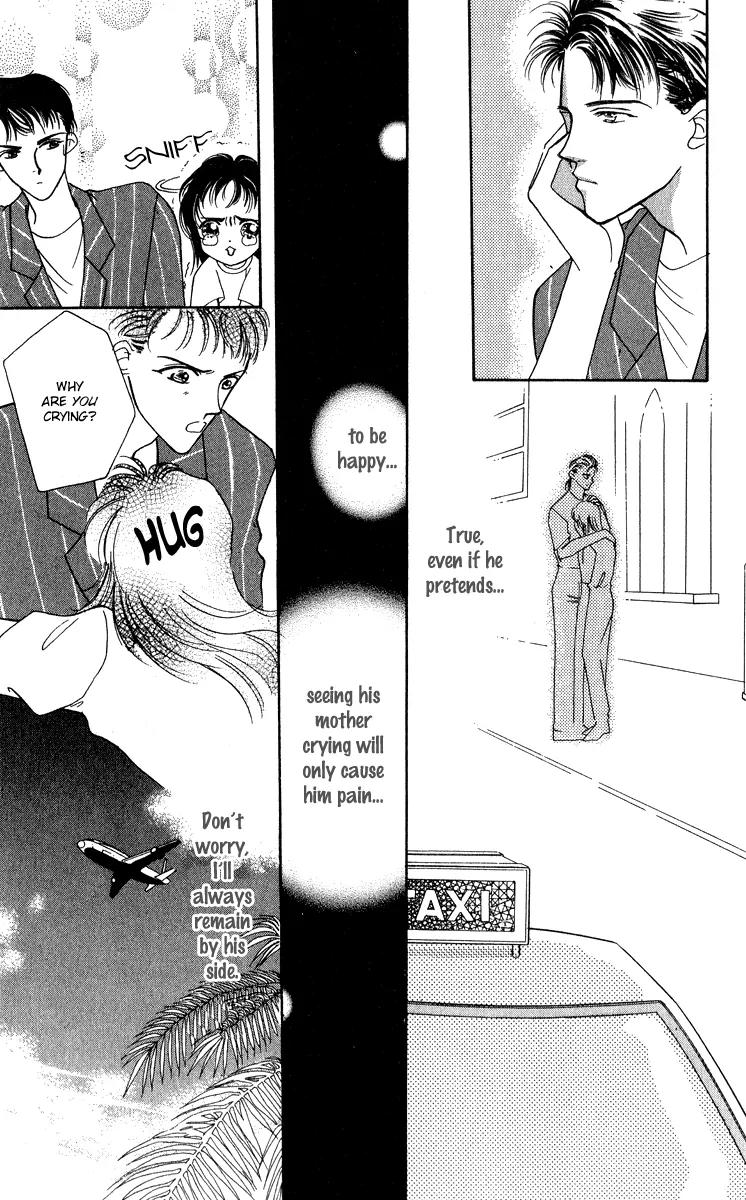 True,
even if he
pretends...
TAXI
to be
happy...
seeing his
mother
crying will
only cause
him pain...
SNIFF
WHY
ARE YOU
CRYING?
HUG
Don't
worry,
I'll
always
remain
by his
side.